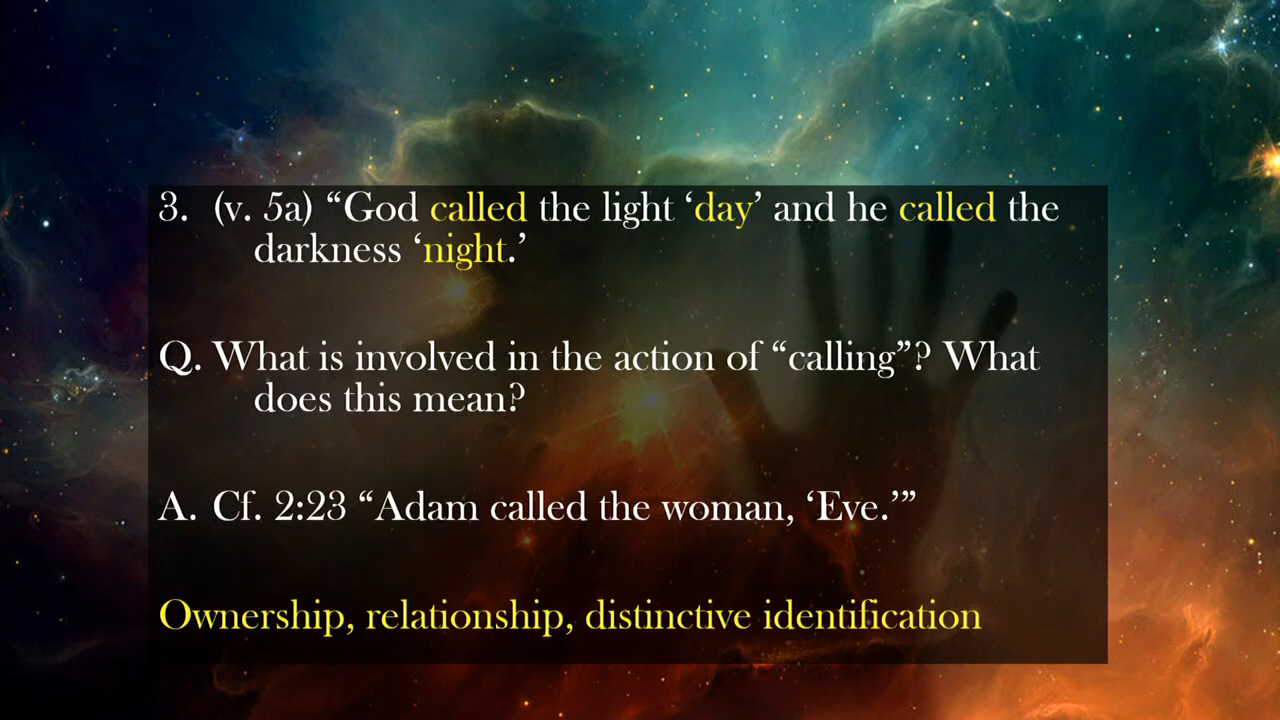 3. (v. 5a) “God called the light ‘day’ and he called the
darkness ‘night.’
Q. What is involved in the action of “calling”? What
does this mean?
A. Cf. 2:23 “Adam called the woman, ‘Eve.’”
Ownership, relationship, distinctive identification